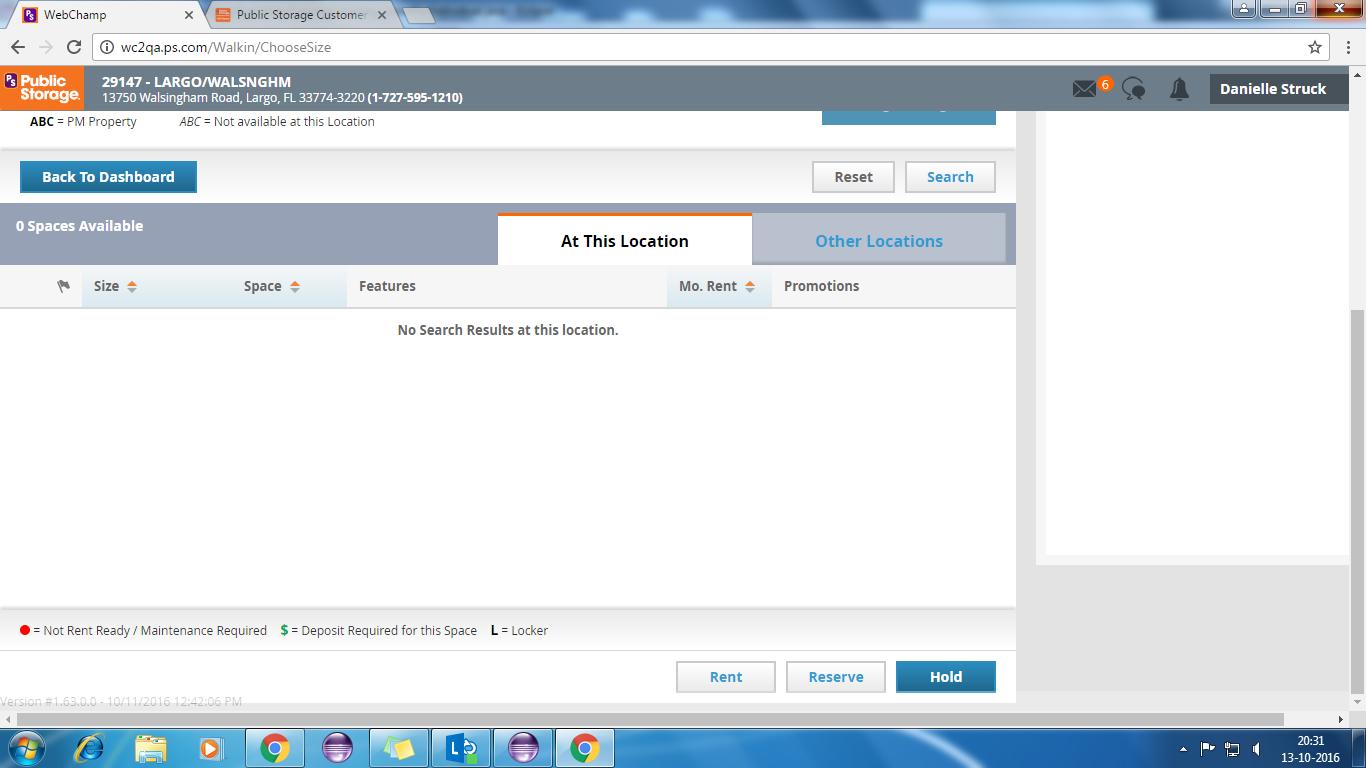 WebChamp
Public Storage Customer
wc2qa.ps.com/Walkin/ChooseSize
PS Public Storage.
29147 - LARGO/WALSNGHM
13750 Walsingham Road, Largo, FL 33774-3220 (1-727-595-1210)
6
Danielle Struck
ABC = PM Property
ABC = Not available at this Location
Back To Dashboard
Reset
Search
0 Spaces Available
At This Location
Other Locations
Size
Space
Features
Mo. Rent
Promotions
No Search Results at this location.
= Not Rent Ready / Maintenance Required
$ = Deposit Required for this Space
L = Locker
Rent
Reserve
Hold
Version #1.63.0.0 - 10/11/2016 12:42:06 PM
20:31
13-10-2016